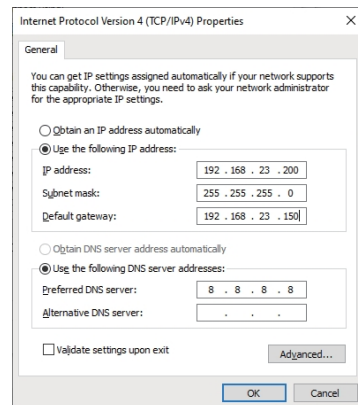 Internet Protocol Version 4 (TCP/IPv4) Properties
General
You can get IP settings assigned automatically if your network supports
this capability. Otherwise, you need to ask your network administrator
for the appropriate IP settings.
Obtain an IP address automatically
Use the following IP address:
IP address: 192 . 168 . 23 . 200
Subnet mask: 255 . 255 . 255 . 0
Default gateway: 192 . 168 . 23 . 150
Obtain DNS server address automatically
Use the following DNS server addresses:
Preferred DNS server: 8 . 8 . 8 . 8
Alternative DNS server: . . .
Validate settings upon exit
Advanced...
OK Cancel